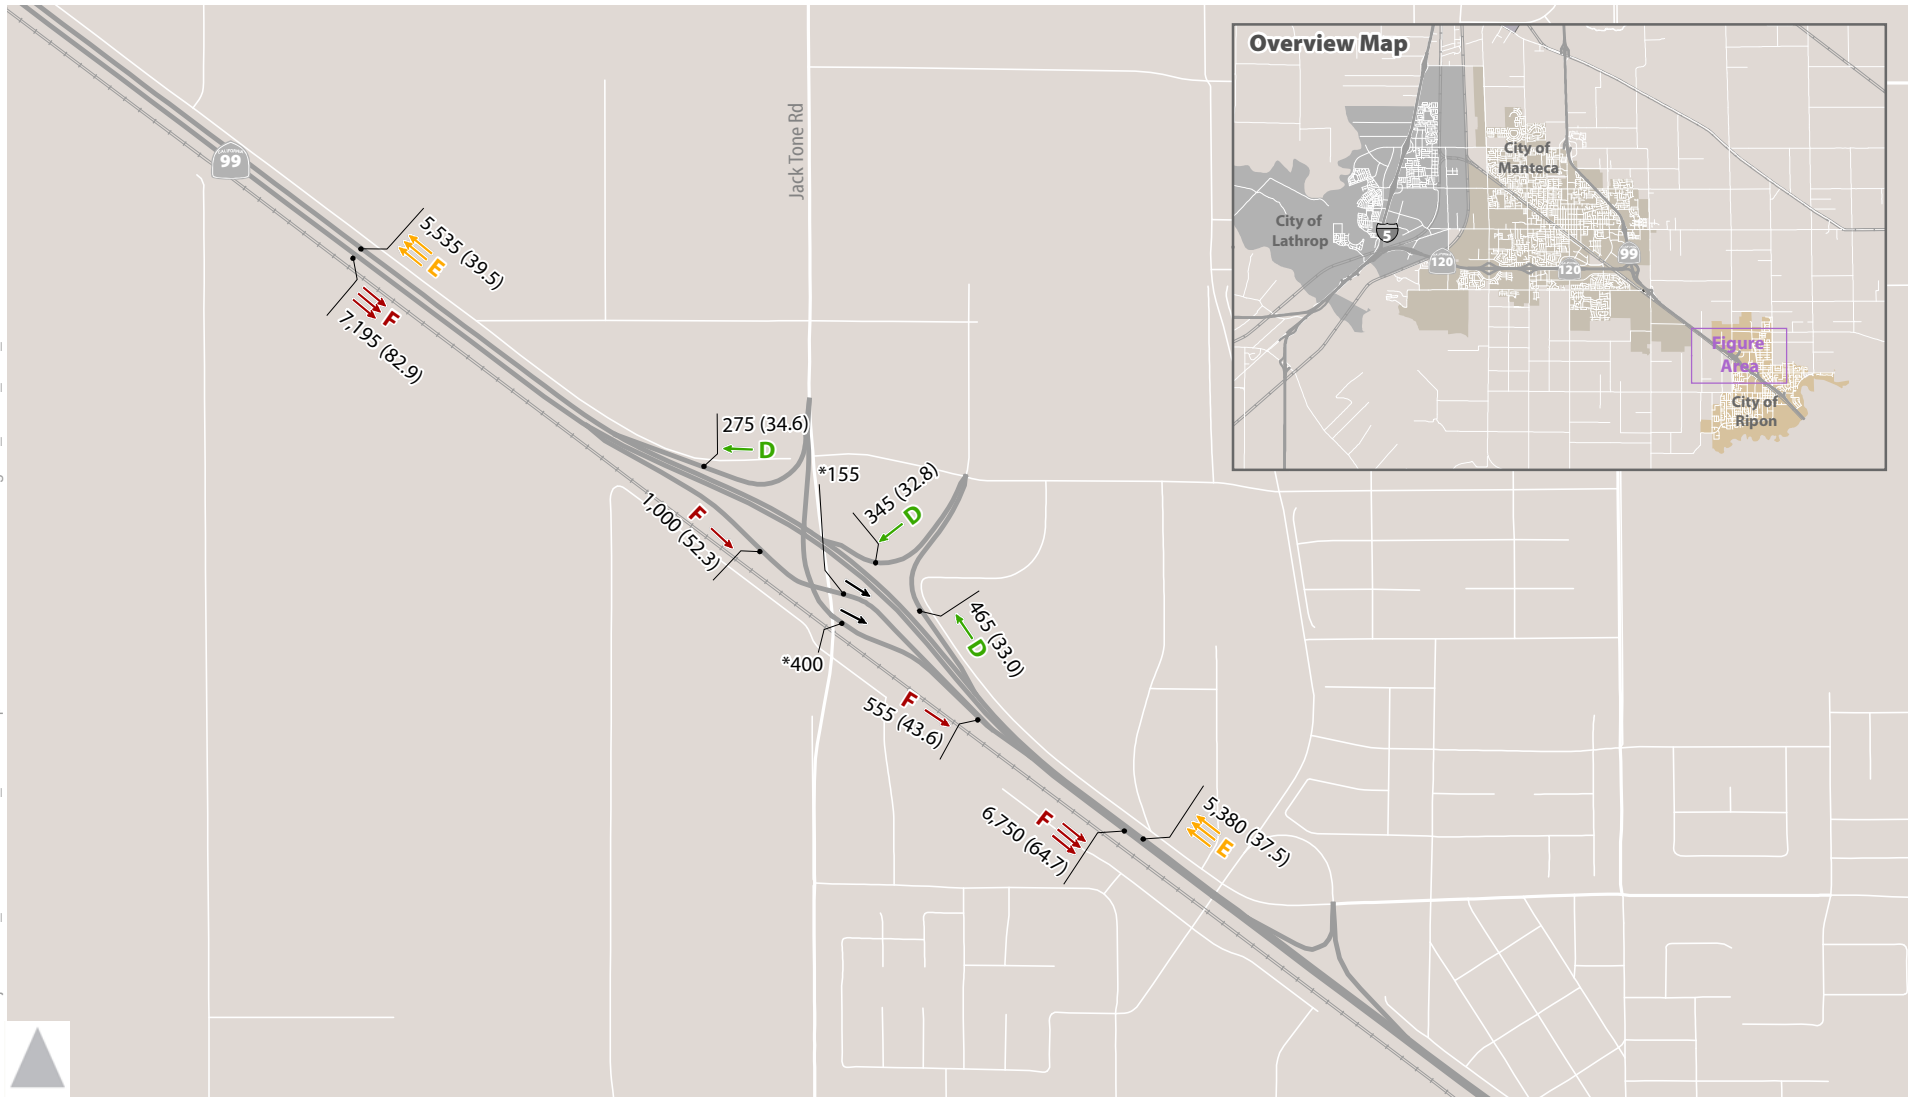 Overview Map
City of
Manteca
City of
Lathrop
5
120
120
99
Figure
Area
City of
Ripon
Jack Tone Rd
CALIFORNIA
99
5,535 (39.5)
E
F
7,195 (82.9)
275 (34.6)
D
*155
345 (32.8)
D
1,000 (52.3)
F
465 (33.0)
D
*400
F
555 (43.6)
F
6,750 (64.7)
5,380 (37.5)
E